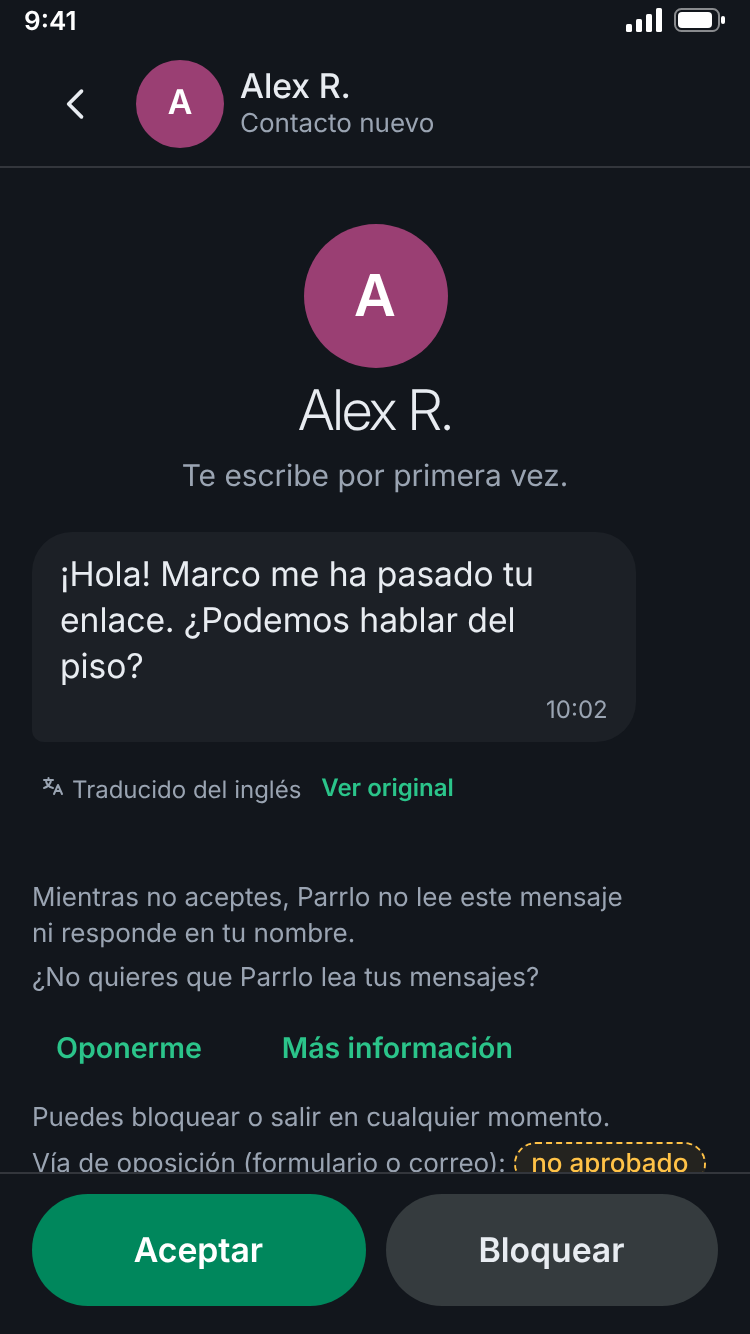 9:41
A
Alex R.
Contacto nuevo
A
Alex R.
Te escribe por primera vez.
¡Hola! Marco me ha pasado tu
enlace. ¿Podemos hablar del
piso?
10:02
Traducido del inglés Ver original
Mientras no aceptes, Parrlo no lee este mensaje
ni responde en tu nombre.
¿No quieres que Parrlo lea tus mensajes?
Oponerme Más información
Puedes bloquear o salir en cualquier momento.
Vía de oposición (formulario o correo): no aprobado
Aceptar Bloquear